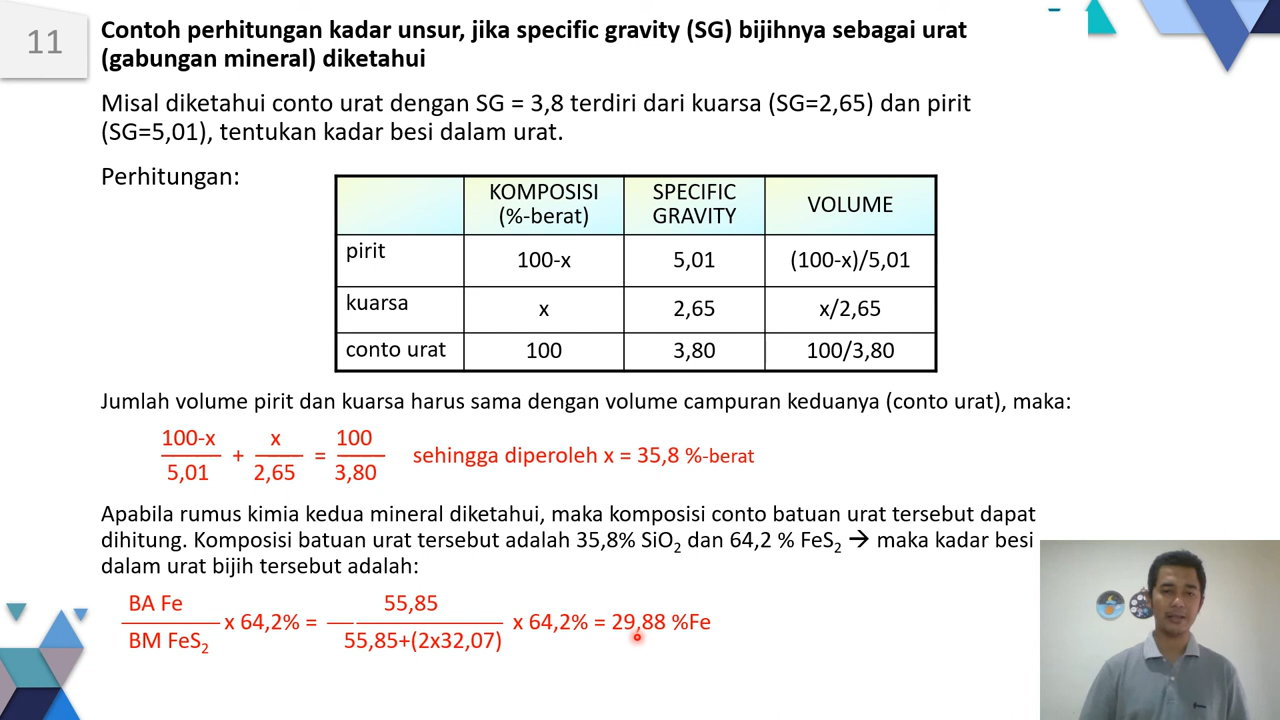 11
Contoh perhitungan kadar unsur, jika specific gravity (SG) bijihnya sebagai urat
(gabungan mineral) diketahui
Misal diketahui conto urat dengan SG = 3,8 terdiri dari kuarsa (SG=2,65) dan pirit
(SG=5,01), tentukan kadar besi dalam urat.
Perhitungan:
KOMPOSISI (%-berat) SPECIFIC GRAVITY VOLUME
pirit 100-x 5,01 (100-x)/5,01
kuarsa x 2,65 x/2,65
conto urat 100 3,80 100/3,80
Jumlah volume pirit dan kuarsa harus sama dengan volume campuran keduanya (conto urat), maka:
100-x x 100
+ = sehingga diperoleh x = 35,8 %-berat
5,01 2,65 3,80
Apabila rumus kimia kedua mineral diketahui, maka komposisi conto batuan urat tersebut dapat
dihitung. Komposisi batuan urat tersebut adalah 35,8% SiO₂ dan 64,2 % FeS₂ → maka kadar besi
dalam urat bijih tersebut adalah:
BA Fe 55,85
x 64,2% = x 64,2% = 29,88 %Fe
BM FeS₂ 55,85+(2x32,07)